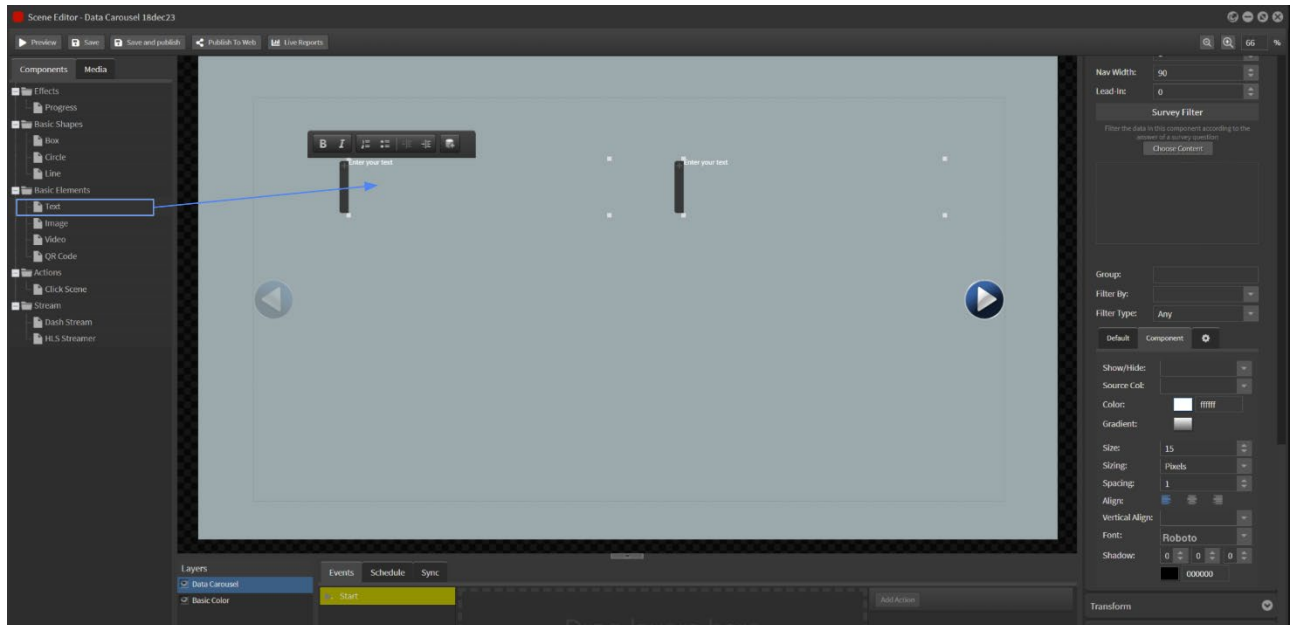 Scene Editor - Data Carousel 18dec23
Preview Save Save and publish Publish To Web Live Reports
66 %
Components Media
Effects
Progress
Basic Shapes
Box
Circle
Line
Basic Elements
Text
Image
Video
QR Code
Actions
Click Scene
Stream
Dash Stream
HLS Streamer
B I
Enter your text
Enter your text
Layers
Data Carousel
Basic Color
Events Schedule Sync
Start
Add Action
Nav Width: 90
Lead-In: 0
Survey Filter
Filter the data in this component according to the
answer of a survey question
Choose Content
Group:
Filter By:
Filter Type: Any
Default Component
Show/Hide:
Source Col:
Color: ffffff
Gradient:
Size: 15
Sizing: Pixels
Spacing: 1
Align:
Vertical Align:
Font: Roboto
Shadow: 0 0 0
000000
Transform